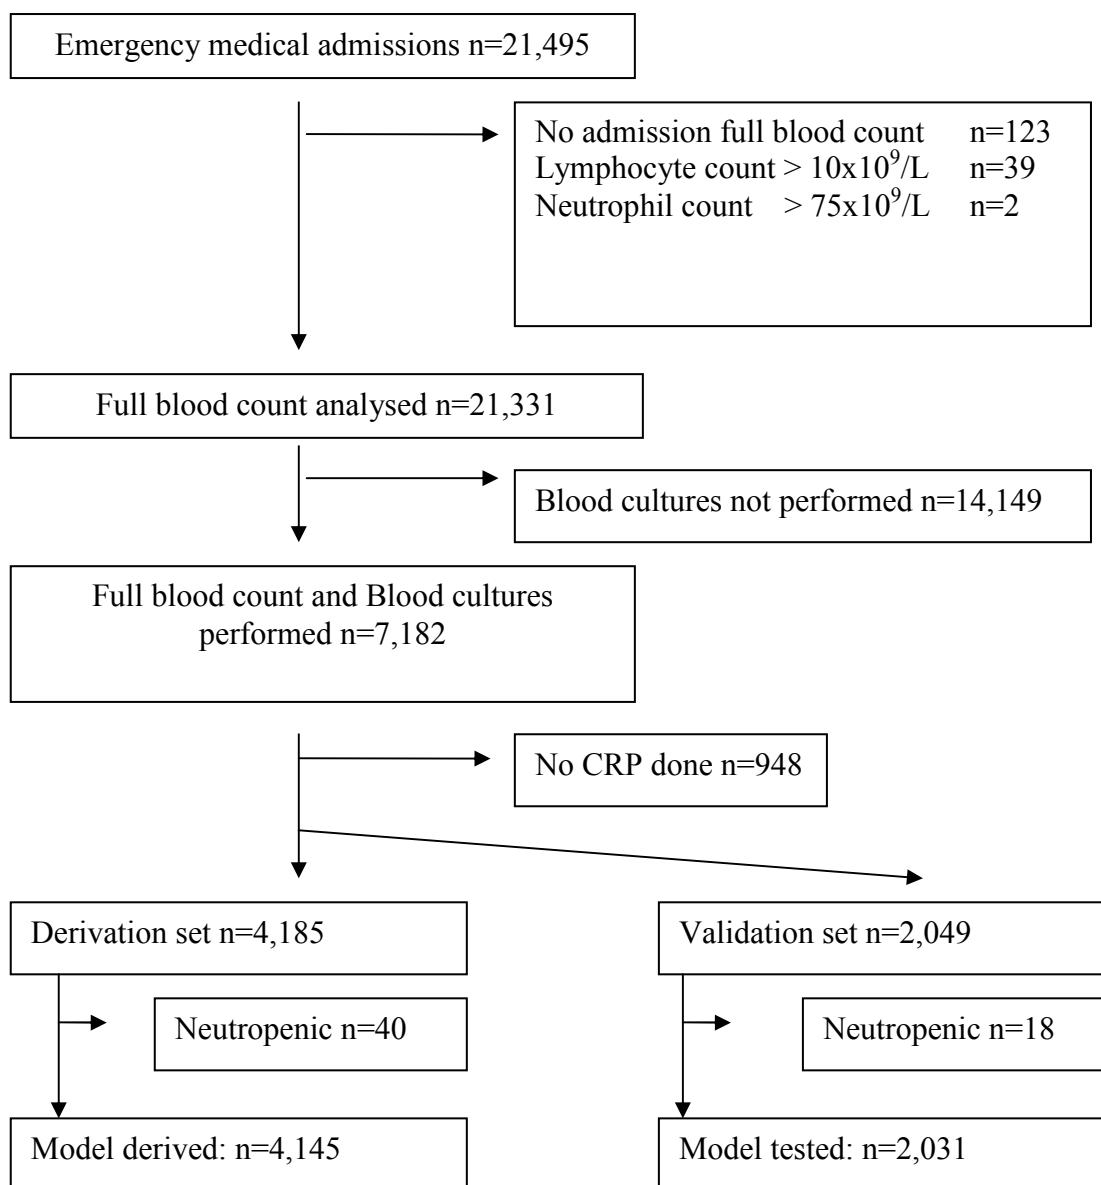 Emergency medical admissions n=21,495
No admission full blood count n=123
Lymphocyte count > 10x10⁹/L n=39
Neutrophil count > 75x10⁹/L n=2
Full blood count analysed n=21,331
Blood cultures not performed n=14,149
Full blood count and Blood cultures
performed n=7,182
No CRP done n=948
Derivation set n=4,185
Validation set n=2,049
Neutropenic n=40
Neutropenic n=18
Model derived: n=4,145
Model tested: n=2,031